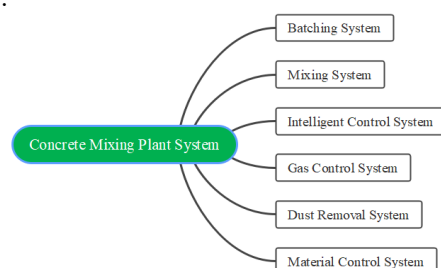 Concrete Mixing Plant System
Batching System
Mixing System
Intelligent Control System
Gas Control System
Dust Removal System
Material Control System